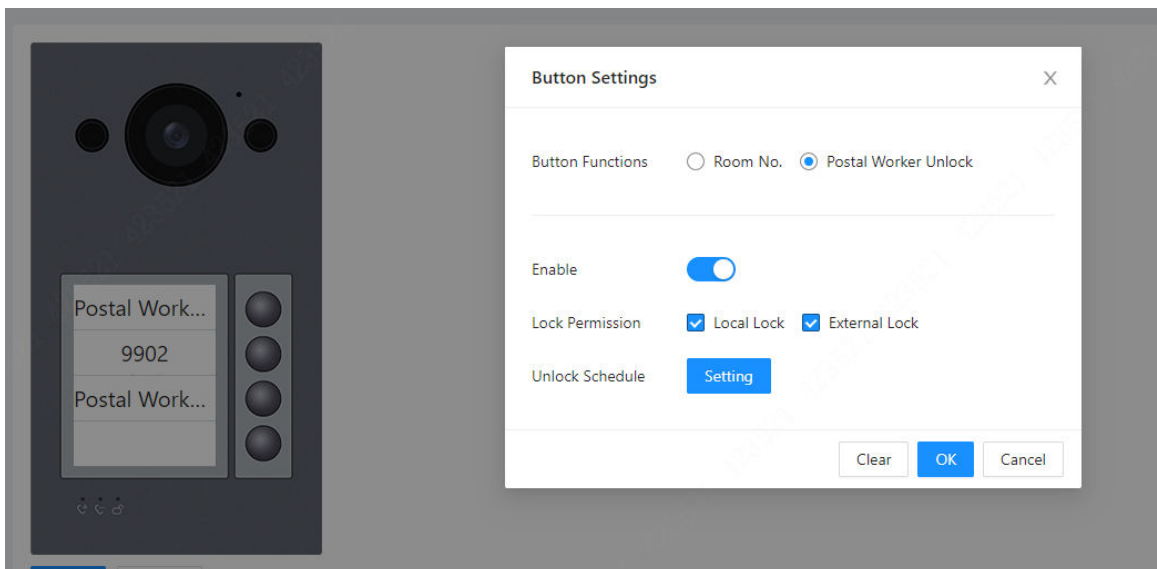 Button Settings
X
Button Functions Room No. Postal Worker Unlock
Enable
Lock Permission Local Lock External Lock
Unlock Schedule Setting
Clear OK Cancel
Postal Work...
9902
Postal Work...